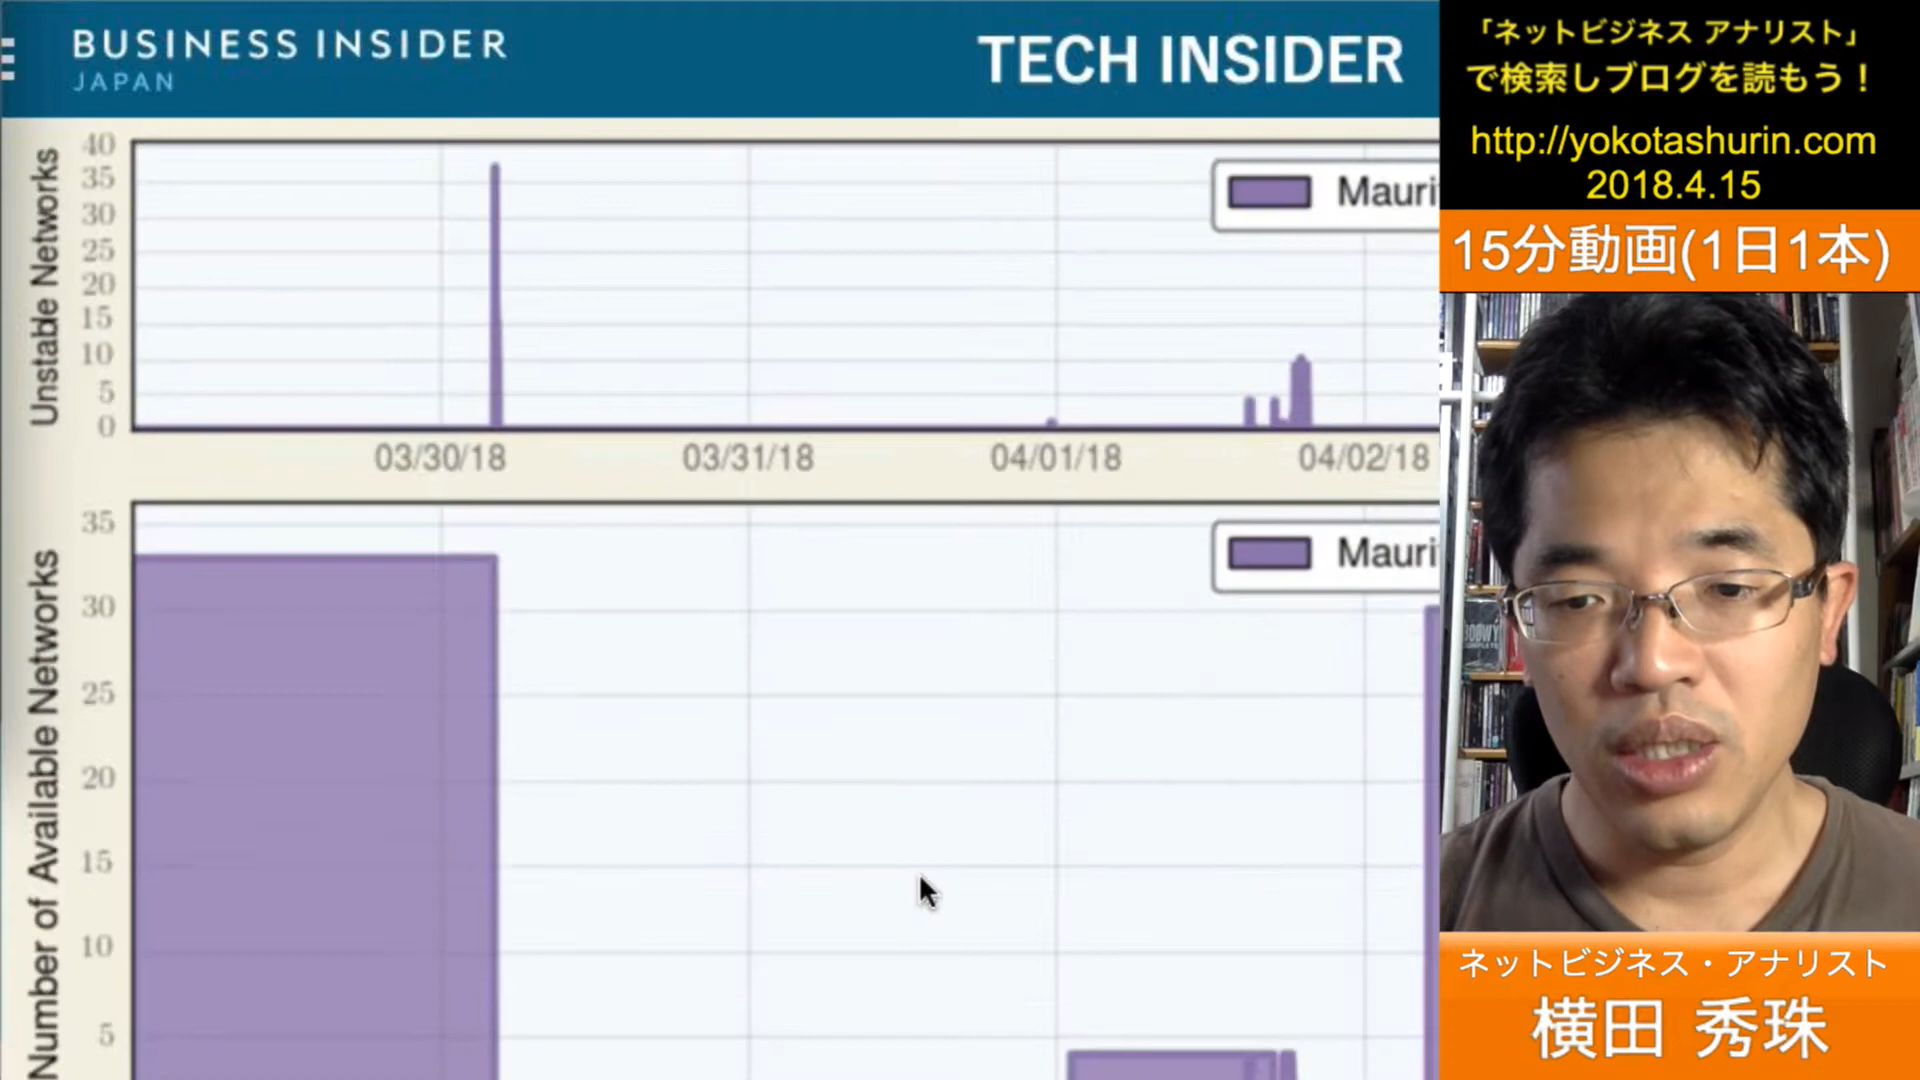 BUSINESS INSIDER
JAPAN
TECH INSIDER
Unstable Networks
40
35
30
25
20
15
10
5
0
Mauri
03/30/18
03/31/18
04/01/18
04/02/18
Number of Available Networks
35
30
25
20
15
10
5
Mauri
「ネットビジネス アナリスト」
で検索しブログを読もう！
http://yokotashurin.com
2018.4.15
15分動画(1日1本)
BOØWY
COMPLETE
ネットビジネス・アナリスト
横田 秀珠